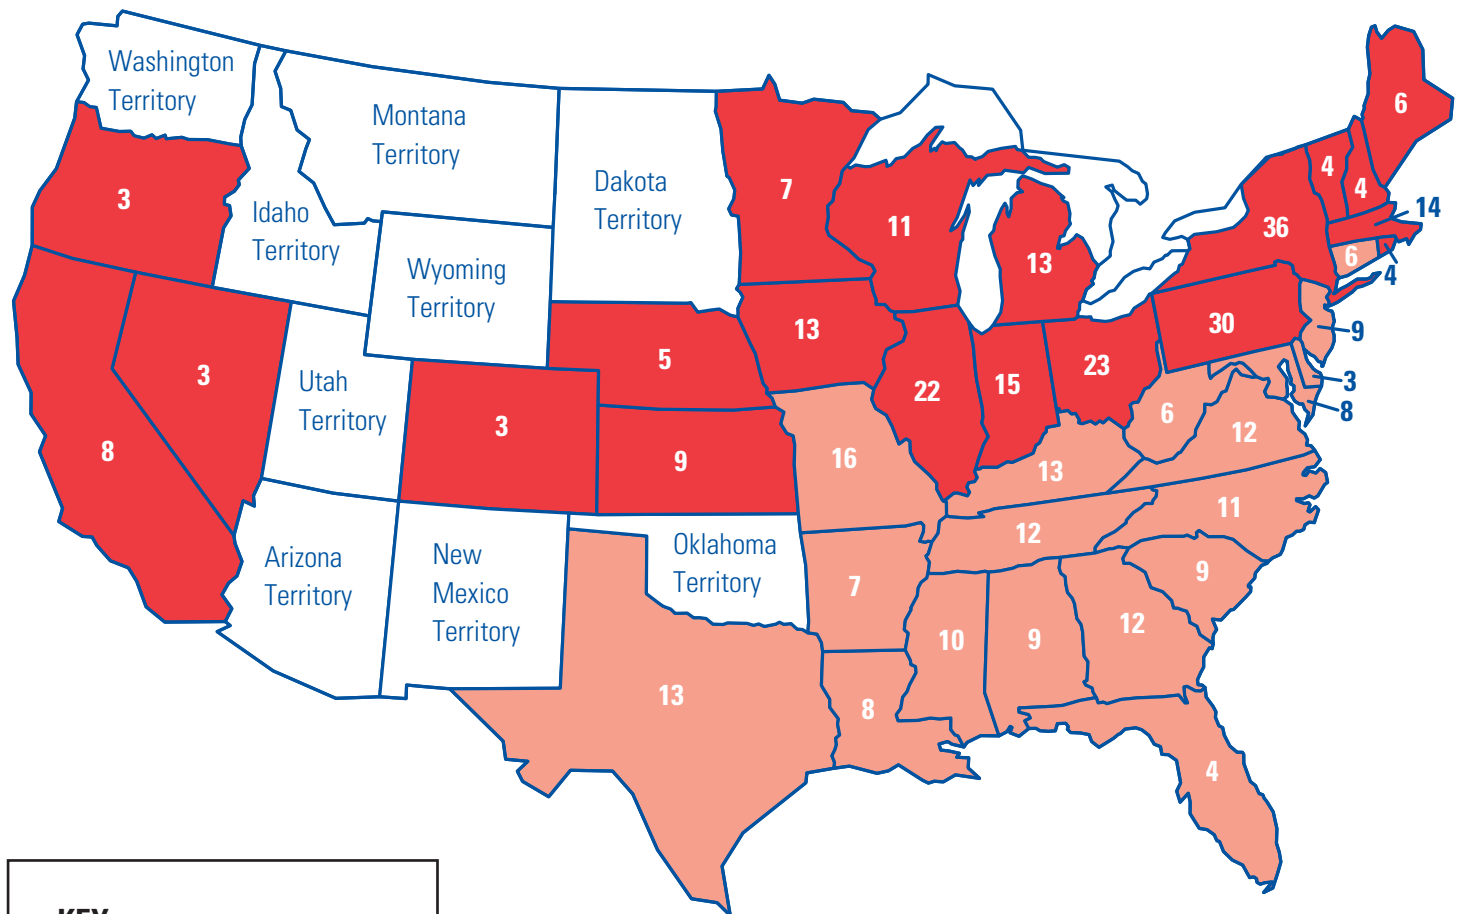 Washington
Territory
Montana
Territory
Dakota
Territory
Idaho
Territory
Wyoming
Territory
Utah
Territory
Arizona
Territory
New
Mexico
Territory
Oklahoma
Territory
6
4
4
14
3
7
11
36
13
6
4
30
9
13
5
3
23
22
15
3
8
6
12
3
8
9
16
13
11
12
7
9
12
10
9
13
8
4
KEY